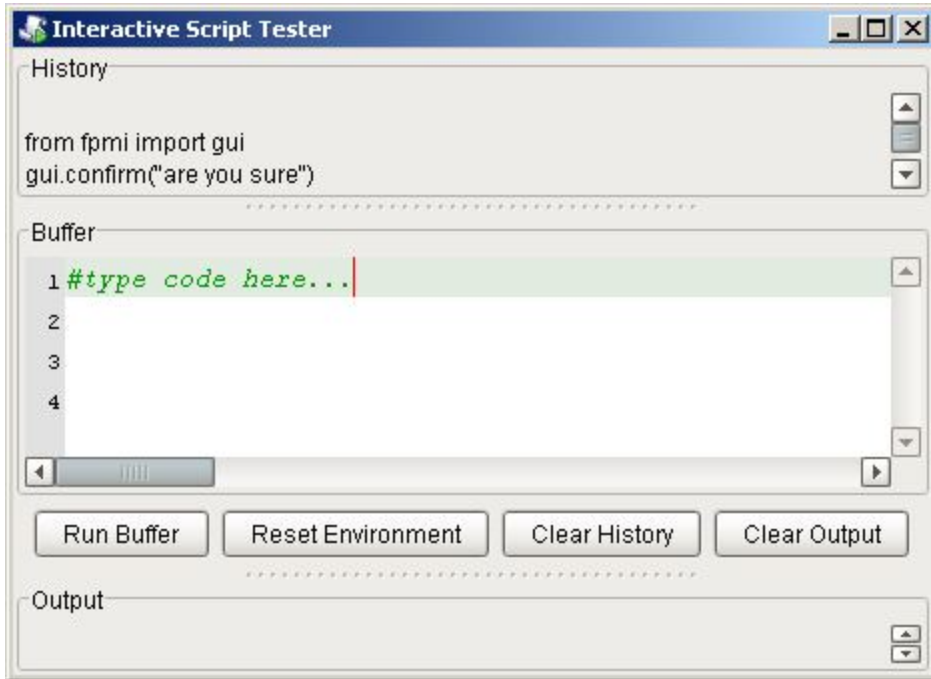 Interactive Script Tester
History
from fpmi import gui
gui.confirm("are you sure")
Buffer
1 #type code here...
2
3
4
Run Buffer Reset Environment Clear History Clear Output
Output